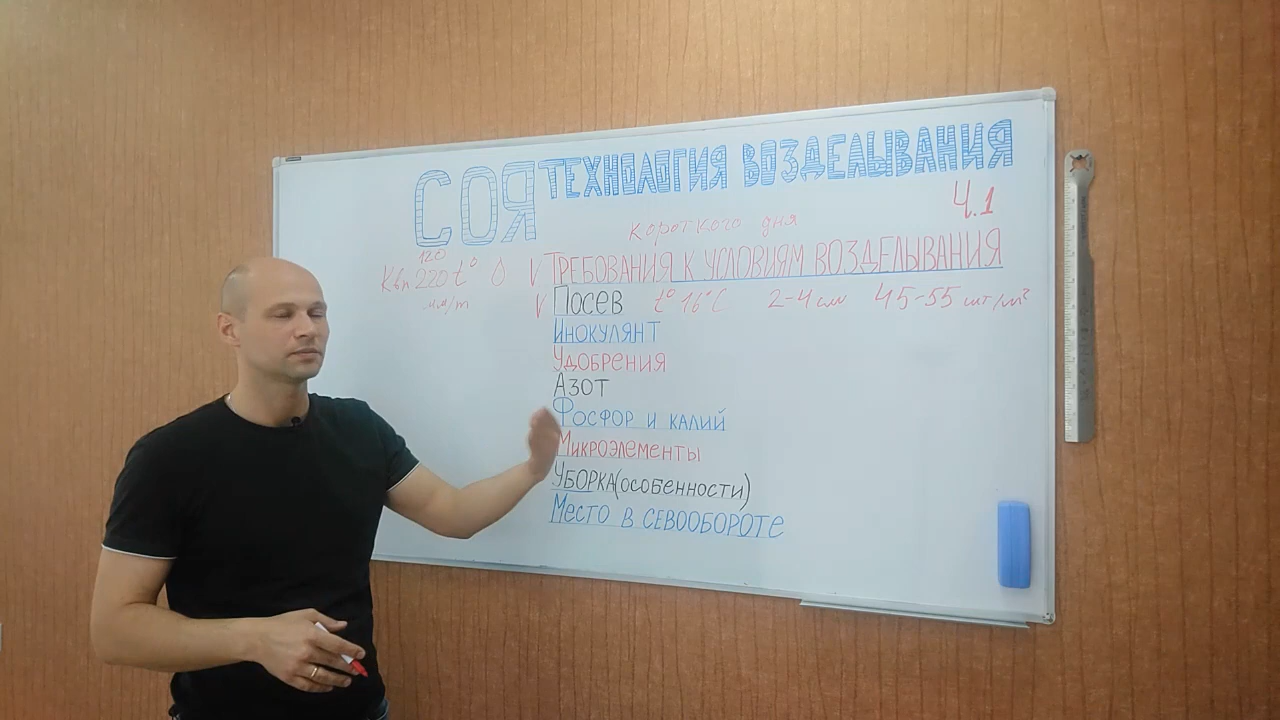 СОЯ ТЕХНОЛОГИЯ ВОЗДЕЛЫВАНИЯ
Ч.1
короткого дня
120
Квп 220 t° V ТРЕБОВАНИЯ К УСЛОВИЯМ ВОЗДЕЛЫВАНИЯ
мм/т V ПОСЕВ t° 16°С 2-4 см 45-55 шт/м²
ИНОКУЛЯНТ
УДОБРЕНИЯ
АЗОТ
ФОСФОР И КАЛИЙ
МИКРОЭЛЕМЕНТЫ
УБОРКА(ОСОБЕННОСТИ)
МЕСТО В СЕВООБОРОТЕ